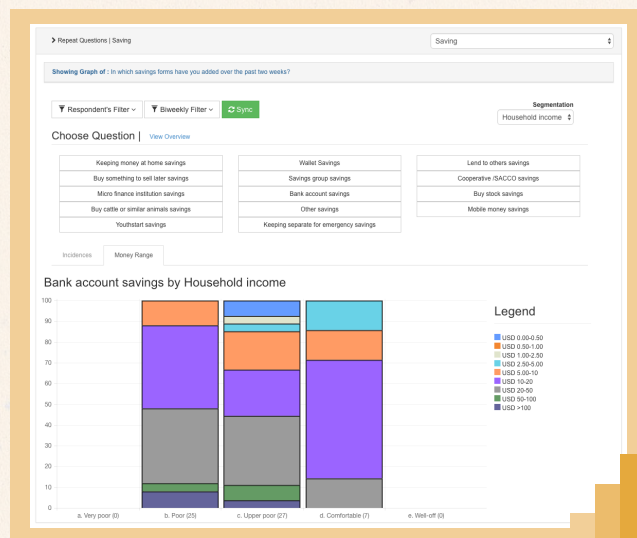 Repeat Questions | Saving
Saving
Showing Graph of : In which savings forms have you added over the past two weeks?
Respondent's Filter
Biweekly Filter
Sync
Segmentation
Household income
Choose Question |
View Overview
Keeping money at home savings
Wallet Savings
Lend to others savings
Buy something to sell later savings
Savings group savings
Cooperative /SACCO savings
Micro finance institution savings
Bank account savings
Buy stock savings
Buy cattle or similar animals savings
Other savings
Mobile money savings
Youthstart savings
Keeping separate for emergency savings
Incidences
Money Range
Bank account savings by Household income
100
90
80
70
60
50
40
30
20
10
0
a. Very poor (0)
b. Poor (25)
c. Upper poor (27)
d. Comfortable (7)
e. Well-off (0)
Legend
USD 0.00-0.50
USD 0.50-1.00
USD 1.00-2.50
USD 2.50-5.00
USD 5.00-10
USD 10-20
USD 20-50
USD 50-100
USD >100